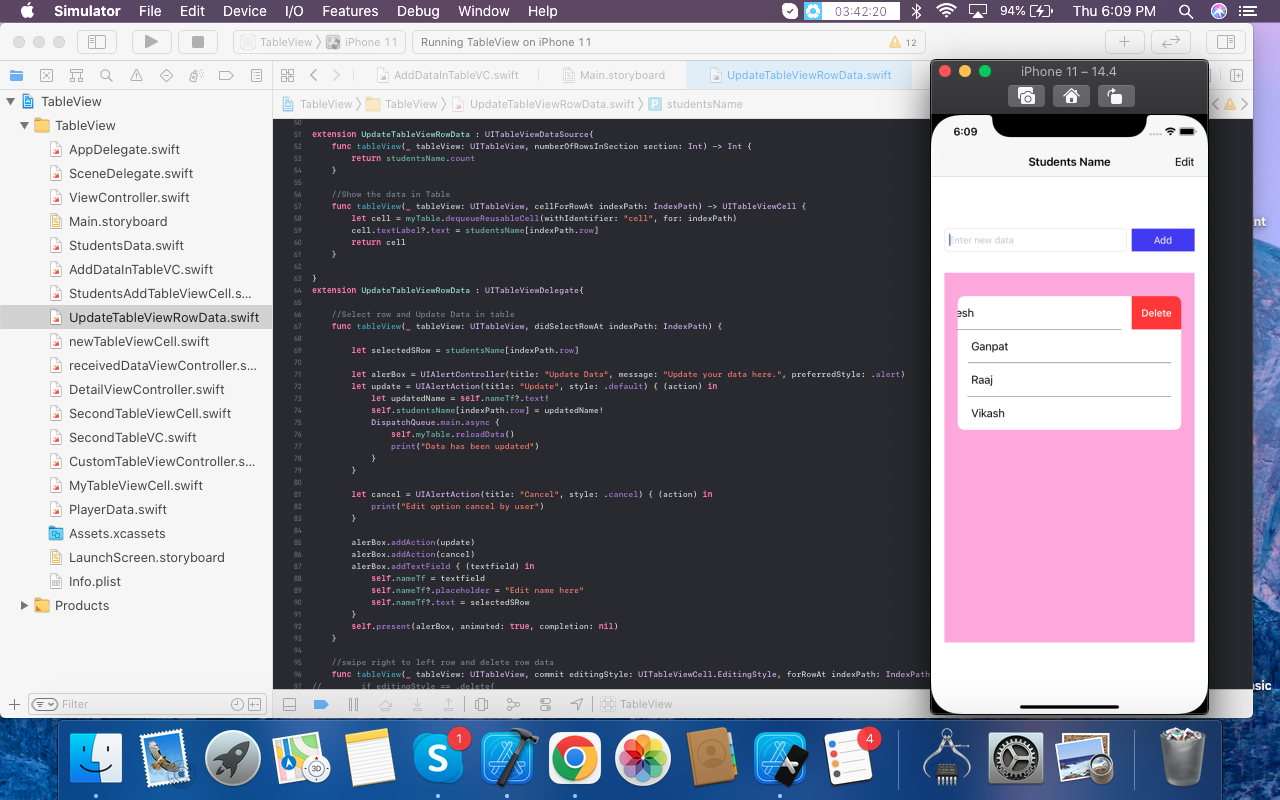 Simulator File Edit Device I/O Features Debug Window Help 03:42:20 94% Thu 6:09 PM
TableView iPhone 11 Running TableView on iPhone 11 12
AddDataInTableVC.swift Main.storyboard UpdateTableViewRowData.swift
TableView TableView UpdateTableViewRowData.swift P studentsName
TableView
TableView
AppDelegate.swift
SceneDelegate.swift
ViewController.swift
Main.storyboard
StudentsData.swift
AddDataInTableVC.swift
StudentsAddTableViewCell.s...
UpdateTableViewRowData.swift
newTableViewCell.swift
receivedDataViewController.s...
DetailViewController.swift
SecondTableViewCell.swift
SecondTableVC.swift
CustomTableViewController.s...
MyTableViewCell.swift
PlayerData.swift
Assets.xcassets
LaunchScreen.storyboard
Info.plist
Products
Filter
50
51 extension UpdateTableViewRowData : UITableViewDataSource{
52 func tableView(_ tableView: UITableView, numberOfRowsInSection section: Int) -> Int {
53 return studentsName.count
54 }
55
56 //Show the data in Table
57 func tableView(_ tableView: UITableView, cellForRowAt indexPath: IndexPath) -> UITableViewCell {
58 let cell = myTable.dequeueReusableCell(withIdentifier: "cell", for: indexPath)
59 cell.textLabel?.text = studentsName[indexPath.row]
60 return cell
61 }
62
63 }
64 extension UpdateTableViewRowData : UITableViewDelegate{
65
66 //Select row and Update Data in table
67 func tableView(_ tableView: UITableView, didSelectRowAt indexPath: IndexPath) {
68
69 let selectedSRow = studentsName[indexPath.row]
70
71 let alerBox = UIAlertController(title: "Update Data", message: "Update your data here.", preferredStyle: .alert)
72 let update = UIAlertAction(title: "Update", style: .default) { (action) in
73 let updatedName = self.nameTf?.text!
74 self.studentsName[indexPath.row] = updatedName!
75 DispatchQueue.main.async {
76 self.myTable.reloadData()
77 print("Data has been updated")
78 }
79 }
80
81 let cancel = UIAlertAction(title: "Cancel", style: .cancel) { (action) in
82 print("Edit option cancel by user")
83 }
84
85 alerBox.addAction(update)
86 alerBox.addAction(cancel)
87 alerBox.addTextField { (textfield) in
88 self.nameTf = textfield
89 self.nameTf?.placeholder = "Edit name here"
90 self.nameTf?.text = selectedSRow
91 }
92 self.present(alerBox, animated: true, completion: nil)
93 }
94
95 //swipe right to left row and delete row data
96 func tableView(_ tableView: UITableView, commit editingStyle: UITableViewCell.EditingStyle, forRowAt indexPath: IndexPath
97 // if editingStyle == .delete{
TableView
iPhone 11 – 14.4
6:09
Students Name Edit
Enter new data Add
esh Delete
Ganpat
Raaj
Vikash
nt
sic
S 1
3D
4